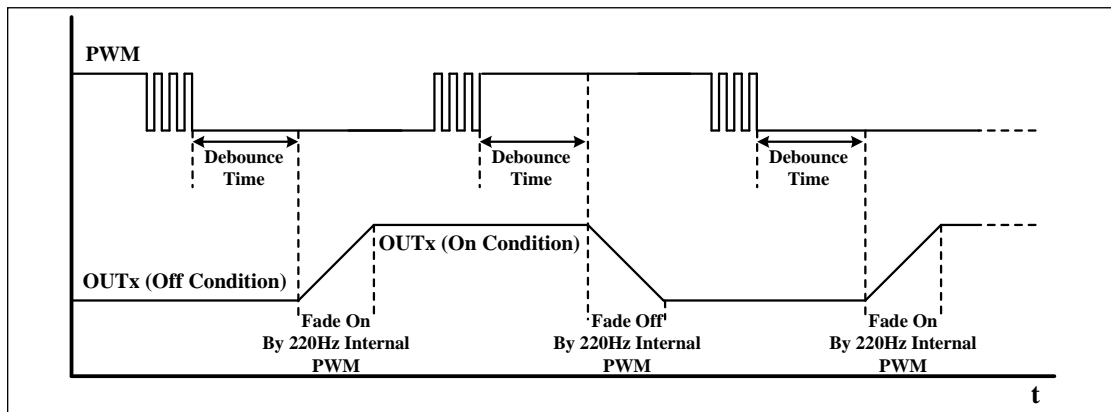 PWM
Debounce
Time
Debounce
Time
Debounce
Time
OUTx (On Condition)
OUTx (Off Condition)
Fade On
By 220Hz Internal
PWM
Fade Off
By 220Hz Internal
PWM
Fade On
By 220Hz Internal
PWM
t